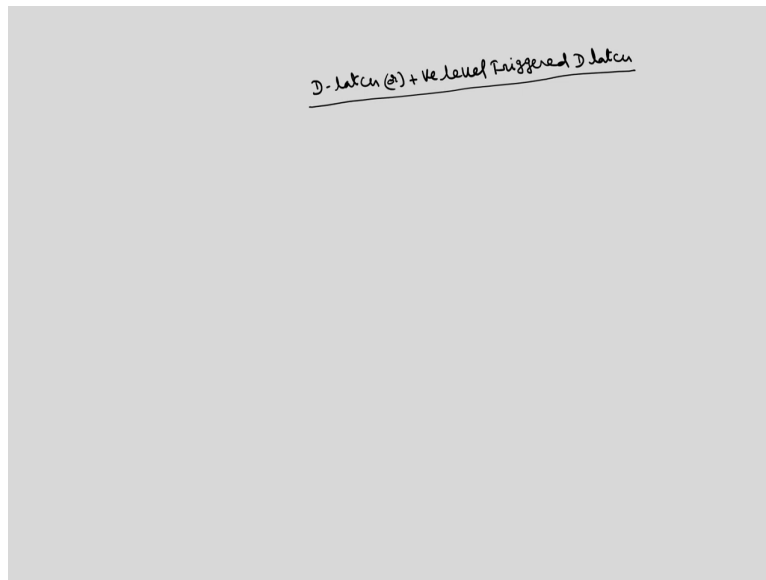 D-latch (or) + ve level Triggered D latch